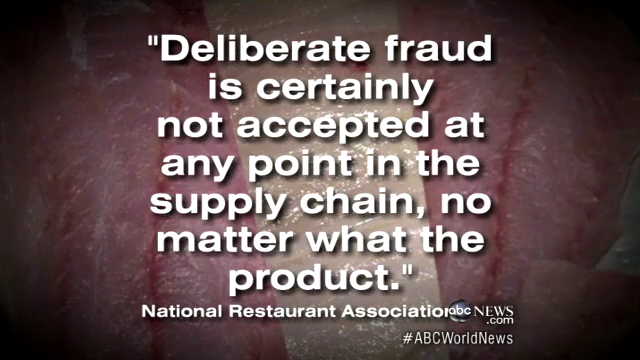 "Deliberate fraud
is certainly
not accepted at
any point in the
supply chain, no
matter what the
product."
National Restaurant Association
abc NEWS
.com
#ABCWorldNews